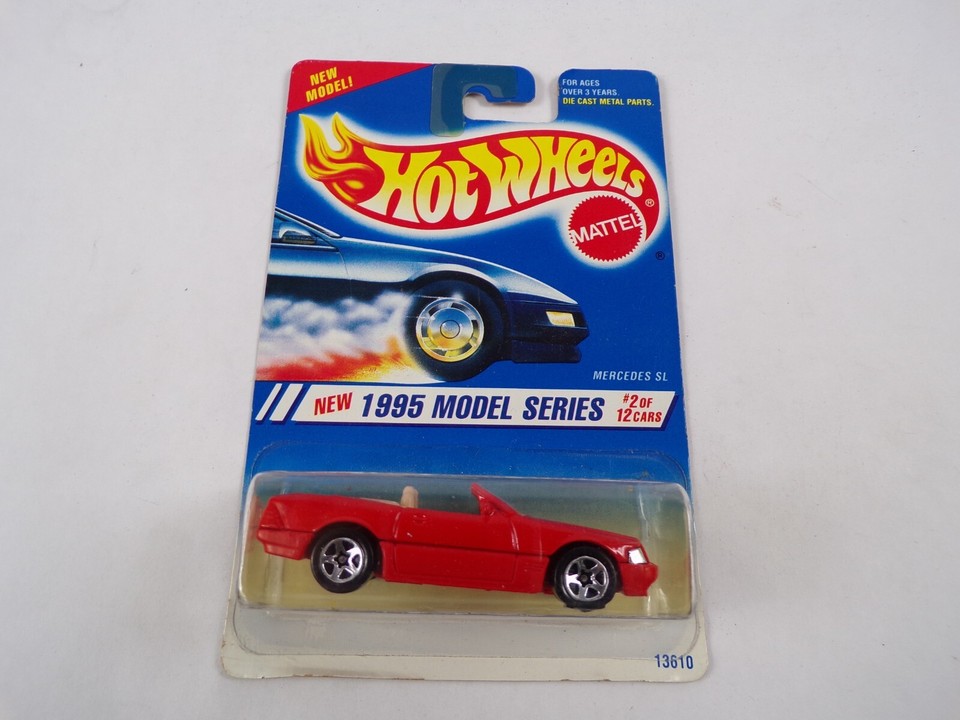 NEW
MODEL!
FOR AGES
OVER 3 YEARS.
DIE CAST METAL PARTS.
HOT WHEELS
®
MATTEL
®
MERCEDES SL
NEW 1995 MODEL SERIES #2 OF
12 CARS
13610